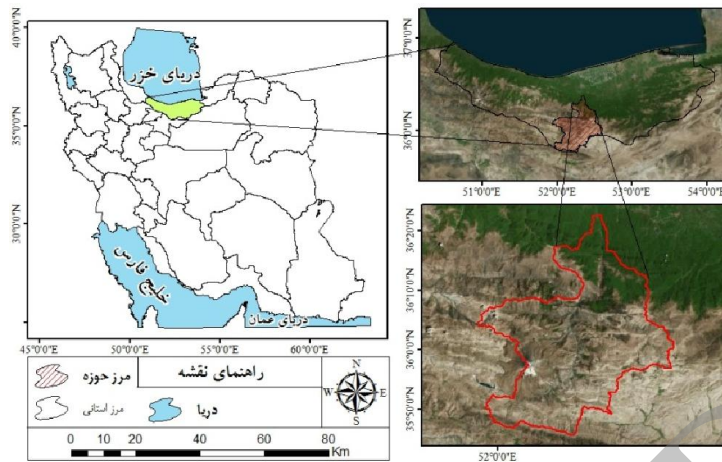 40°0'0"N
35°0'0"N
30°0'0"N
دریای خزر
خلیج فارس
دریای عمان
45°0'0"E
50°0'0"E
55°0'0"E
60°0'0"E
37°0'N
36°0'N
51°0'0"E
52°0'0"E
53°0'0"E
54°0'0"E
36°20'N
36°10'0"N
36°0'0"N
35°50'0"N
52°0'0"E
راهنمای نقشه
مرز حوزه
دریا
مرز استانی
N
W E
S
0 10 20 40 60 80
Km